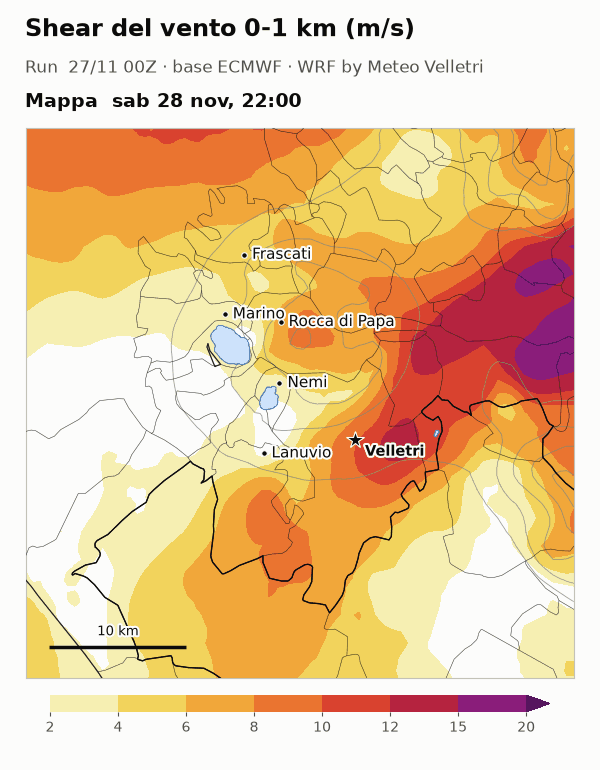 Shear del vento 0-1 km (m/s)
Run  27/11 00Z · base ECMWF · WRF by Meteo Velletri
Mappa  sab 28 nov, 22:00
Frascati
Marino
Rocca di Papa
Nemi
Velletri
Lanuvio
10 km
2 4 6 8 10 12 15 20